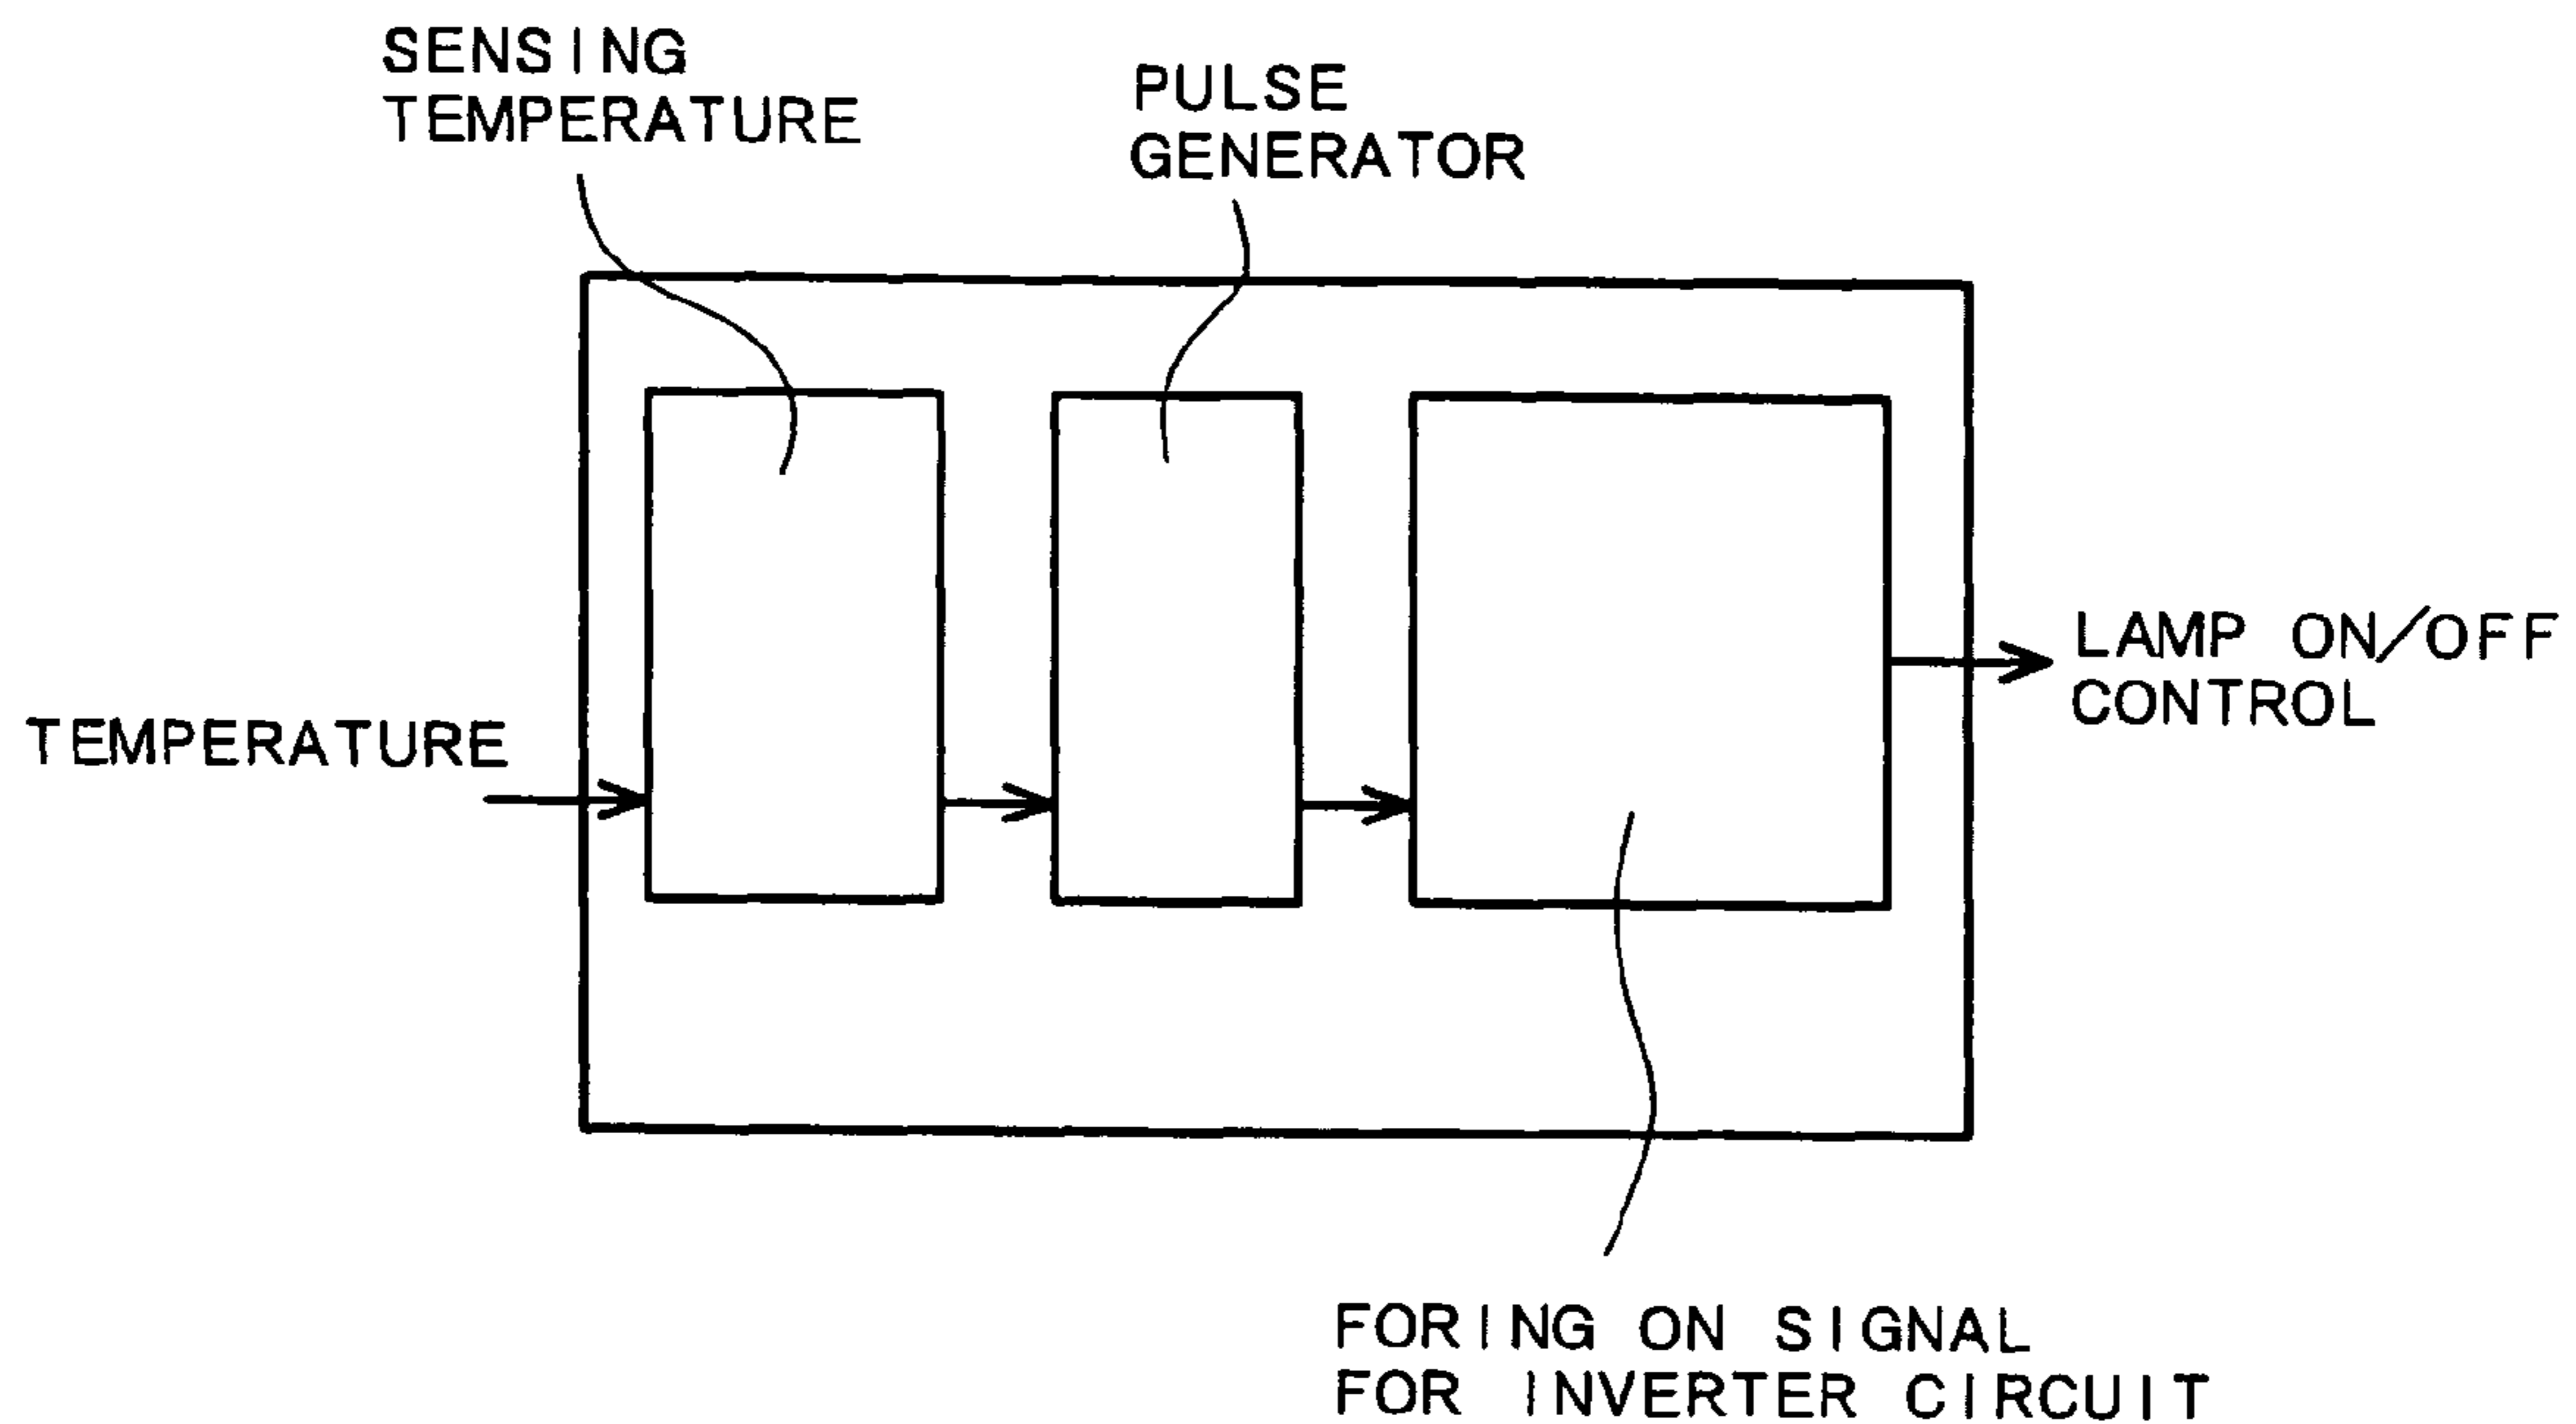 SENSING
TEMPERATURE
PULSE
GENERATOR
TEMPERATURE
LAMP ON/OFF
CONTROL
FORING ON SIGNAL
FOR INVERTER CIRCUIT